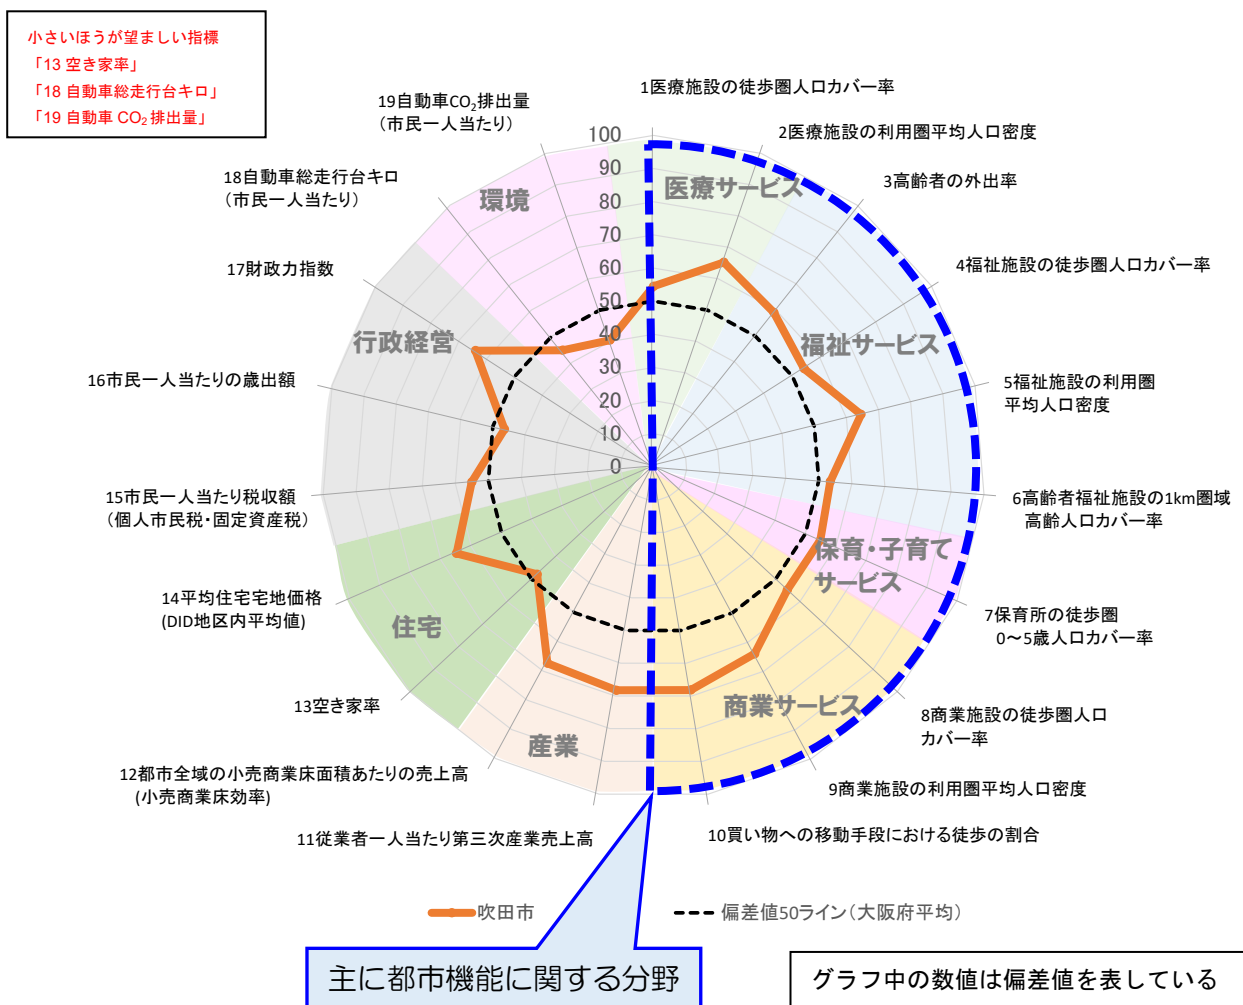 小さいほうが望ましい指標
「13 空き家率」
「18 自動車総走行台キロ」
「19 自動車 CO₂排出量」
1医療施設の徒歩圏人口カバー率
2医療施設の利用圏平均人口密度
3高齢者の外出率
4福祉施設の徒歩圏人口カバー率
5福祉施設の利用圏
平均人口密度
6高齢者福祉施設の1km圏域
高齢人口カバー率
7保育所の徒歩圏
0～5歳人口カバー率
8商業施設の徒歩圏人口
カバー率
9商業施設の利用圏平均人口密度
10買い物への移動手段における徒歩の割合
11従業者一人当たり第三次産業売上高
12都市全域の小売商業床面積あたりの売上高
(小売商業床効率)
13空き家率
14平均住宅宅地価格
(DID地区内平均値)
15市民一人当たり税収額
（個人市民税・固定資産税）
16市民一人当たりの歳出額
17財政力指数
18自動車総走行台キロ
（市民一人当たり）
19自動車CO₂排出量
（市民一人当たり）
100
90
80
70
60
50
40
30
20
10
0
医療サービス
福祉サービス
保育・子育て
サービス
商業サービス
産業
住宅
行政経営
環境
吹田市
偏差値50ライン（大阪府平均）
主に都市機能に関する分野
グラフ中の数値は偏差値を表している